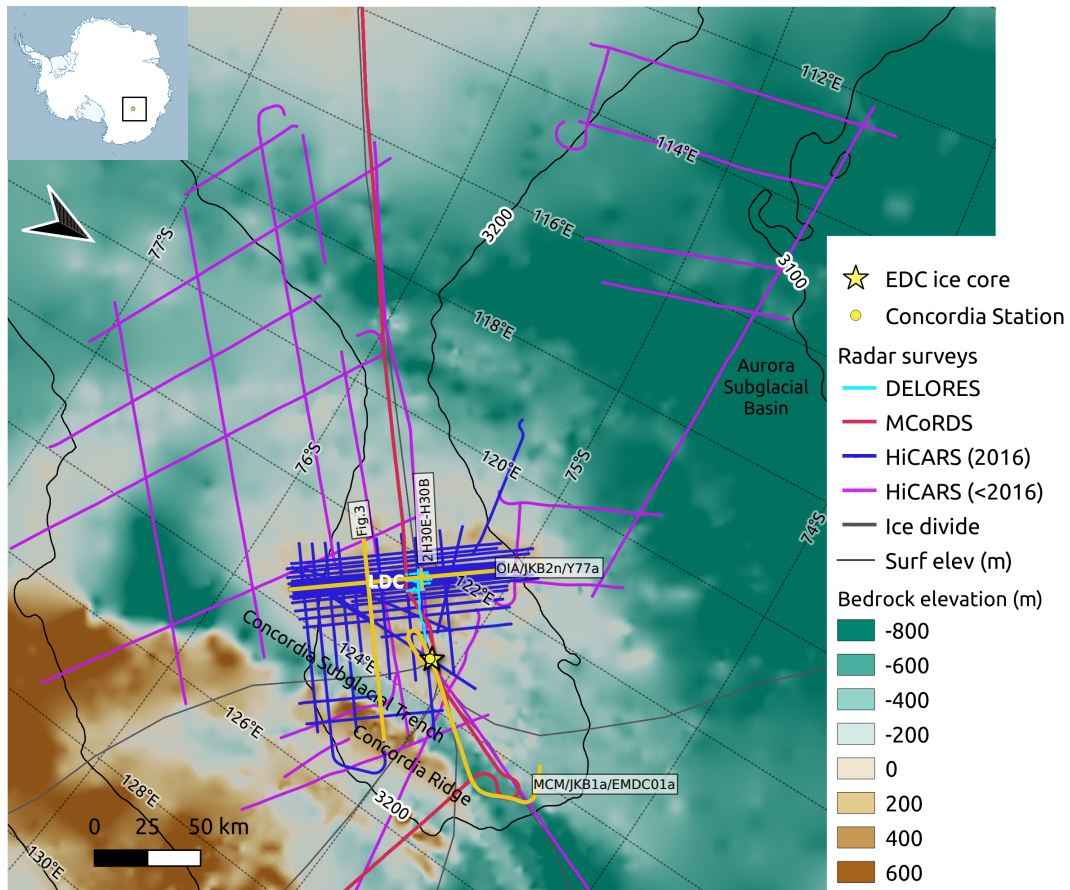 112°E
114°E
116°E
3200
77°S
3100
118°E
EDC ice core
Concordia Station
Radar surveys
DELORES
MCoRDS
HiCARS (2016)
HiCARS (<2016)
Ice divide
Surf elev (m)
Bedrock elevation (m)
-800
-600
-400
-200
0
200
400
600
Aurora
Subglacial
Basin
76°S
120°E
75°S
74°S
Fig.3
2H30E-H30B
OIA/JKB2n/Y77a
LDC
122°E
Concordia Subglacial Trench
124°E
126°E
Concordia Ridge
MCM/JKB1a/EMDC01a
128°E
3200
0 25 50 km
130°E